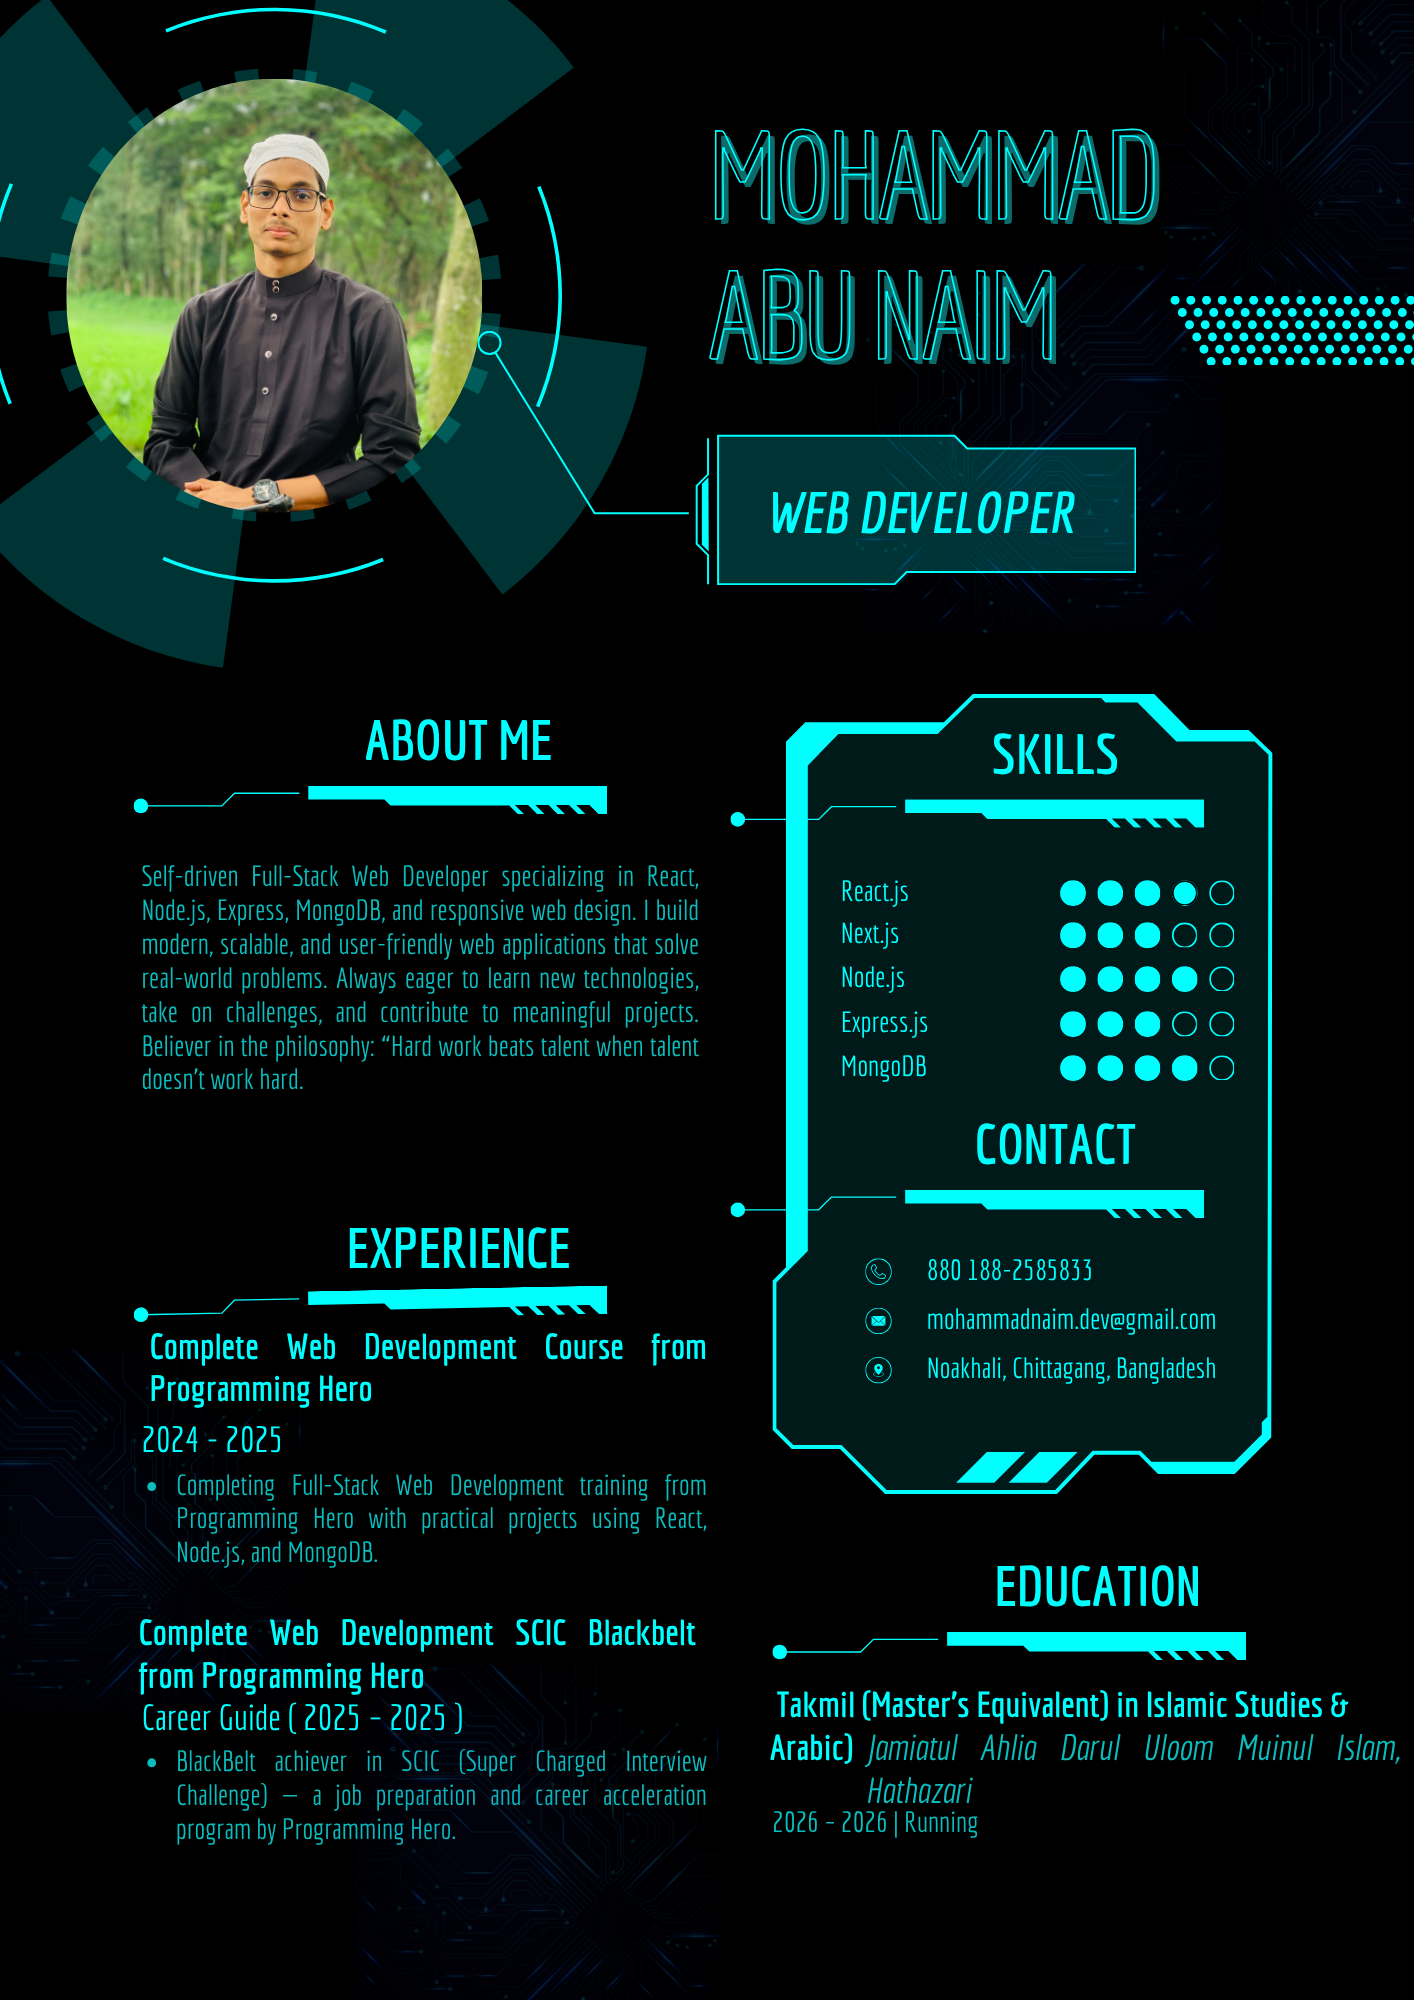 MOHAMMAD
ABU NAIM
WEB DEVELOPER
ABOUT ME
Self-driven Full-Stack Web Developer specializing in React,
Node.js, Express, MongoDB, and responsive web design. I build
modern, scalable, and user-friendly web applications that solve
real-world problems. Always eager to learn new technologies,
take on challenges, and contribute to meaningful projects.
Believer in the philosophy: “Hard work beats talent when talent
doesn’t work hard.
EXPERIENCE
Complete Web Development Course from
Programming Hero
2024 - 2025
• Completing Full-Stack Web Development training from
Programming Hero with practical projects using React,
Node.js, and MongoDB.
Complete Web Development SCIC Blackbelt
from Programming Hero
Career Guide ( 2025 – 2025 )
• BlackBelt achiever in SCIC (Super Charged Interview
Challenge) — a job preparation and career acceleration
program by Programming Hero.
SKILLS
React.js
Next.js
Node.js
Express.js
MongoDB
CONTACT
880 188-2585833
mohammadnaim.dev@gmail.com
Noakhali, Chittagang, Bangladesh
EDUCATION
Takmil (Master’s Equivalent) in Islamic Studies &
Arabic) Jamiatul Ahlia Darul Uloom Muinul Islam,
Hathazari
2026 – 2026 | Running